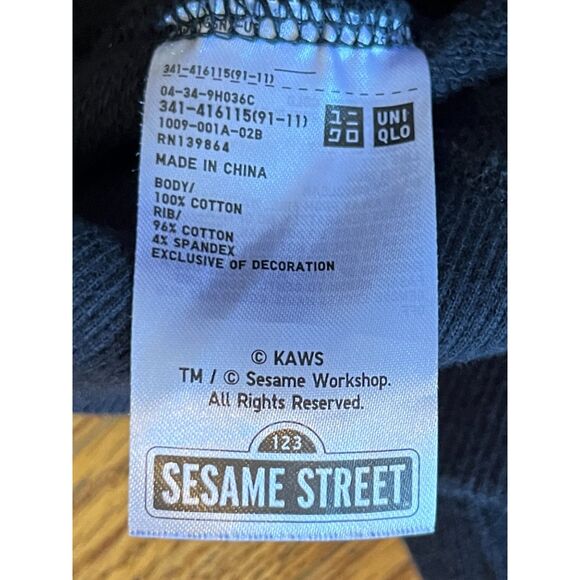 341-416115(91-11)
04-34-9H036C
341-416115(91-11)
1009-001A-02B
RN139864
MADE IN CHINA
ユニ
クロ
UNI
QLO
BODY/
100% COTTON
RIB/
96% COTTON
4% SPANDEX
EXCLUSIVE OF DECORATION
© KAWS
TM / © Sesame Workshop.
All Rights Reserved.
123
SESAME STREET